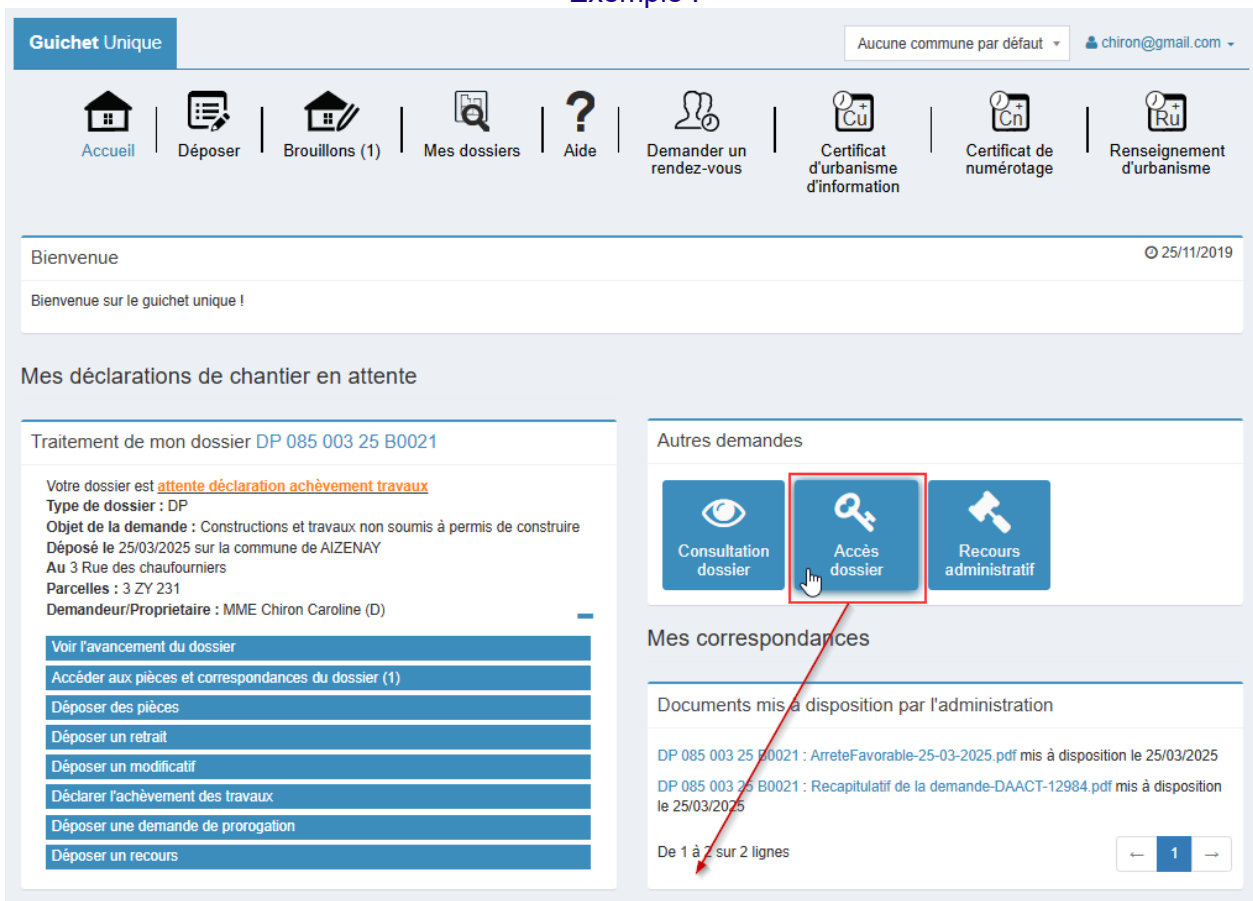 Exemple :
Guichet Unique
Aucune commune par défaut
chiron@gmail.com
Accueil
Déposer
Brouillons (1)
Mes dossiers
Aide
Demander un
rendez-vous
Cu
Certificat
d'urbanisme
d'information
Cn
Certificat de
numérotage
Ru
Renseignement
d'urbanisme
Bienvenue
25/11/2019
Bienvenue sur le guichet unique !
Mes déclarations de chantier en attente
Traitement de mon dossier DP 085 003 25 B0021
Votre dossier est attente déclaration achèvement travaux
Type de dossier : DP
Objet de la demande : Constructions et travaux non soumis à permis de construire
Déposé le 25/03/2025 sur la commune de AIZENAY
Au 3 Rue des chaufourniers
Parcelles : 3 ZY 231
Demandeur/Proprietaire : MME Chiron Caroline (D)
Voir l'avancement du dossier
Accéder aux pièces et correspondances du dossier (1)
Déposer des pièces
Déposer un retrait
Déposer un modificatif
Déclarer l'achèvement des travaux
Déposer une demande de prorogation
Déposer un recours
Autres demandes
Consultation
dossier
Accès
dossier
Recours
administratif
Mes correspondances
Documents mis à disposition par l'administration
DP 085 003 25 B0021 : ArreteFavorable-25-03-2025.pdf mis à disposition le 25/03/2025
DP 085 003 25 B0021 : Recapitulatif de la demande-DAACT-12984.pdf mis à disposition
le 25/03/2025
De 1 à 2 sur 2 lignes
← 1 →